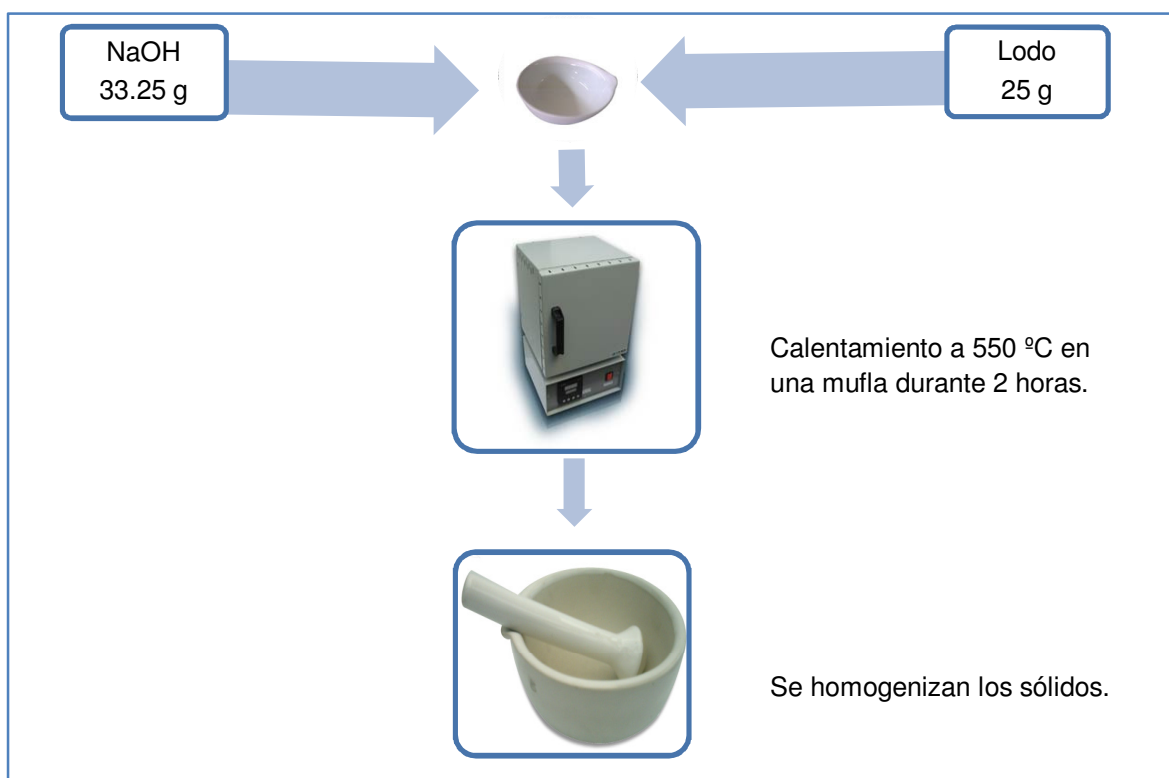 NaOH
33.25 g
Lodo
25 g
Calentamiento a 550 ºC en
una mufla durante 2 horas.
Se homogenizan los sólidos.